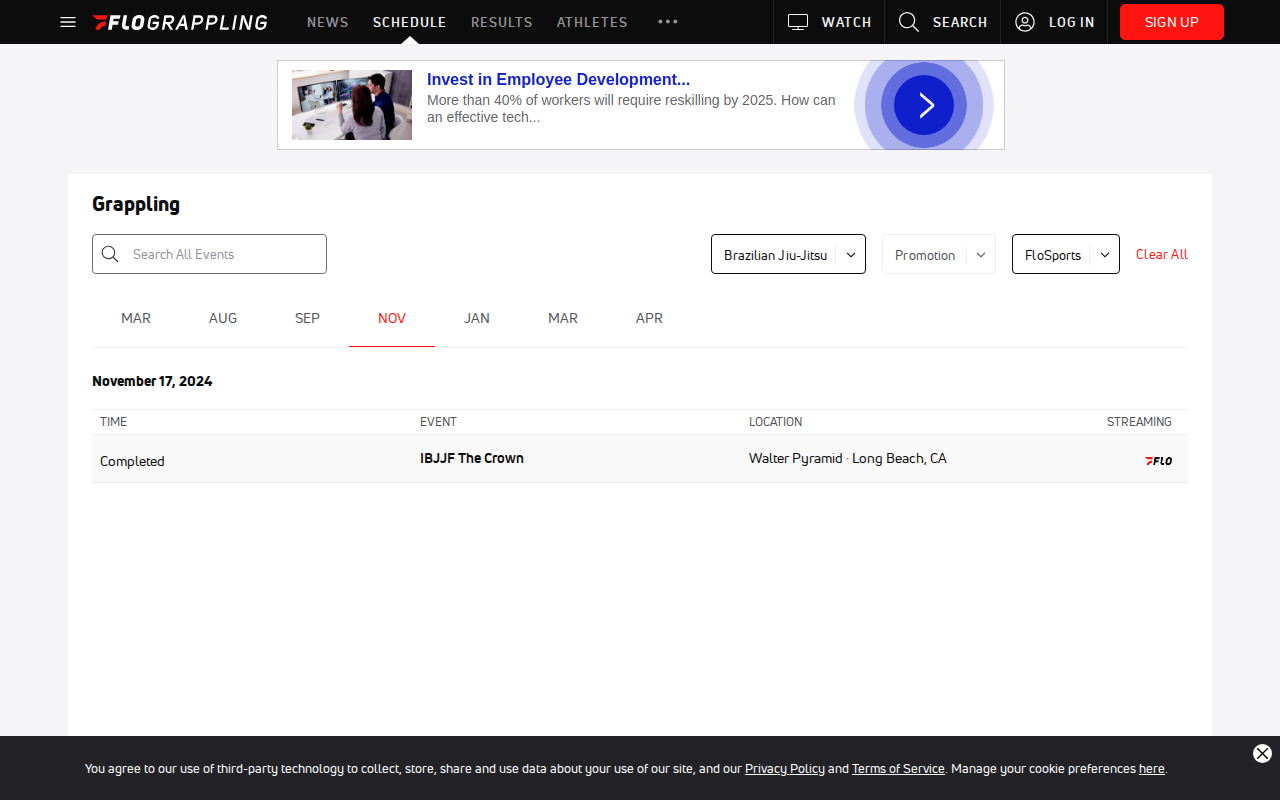 FLOGRAPPLING NEWS SCHEDULE RESULTS ATHLETES ••• WATCH SEARCH LOG IN SIGN UP
Invest in Employee Development...
More than 40% of workers will require reskilling by 2025. How can
an effective tech...
Grappling
Search All Events Brazilian Jiu-Jitsu Promotion FloSports Clear All
MAR AUG SEP NOV JAN MAR APR
November 17, 2024
TIME EVENT LOCATION STREAMING
Completed IBJJF The Crown Walter Pyramid · Long Beach, CA FLO
You agree to our use of third-party technology to collect, store, share and use data about your use of our site, and our Privacy Policy and Terms of Service. Manage your cookie preferences here.